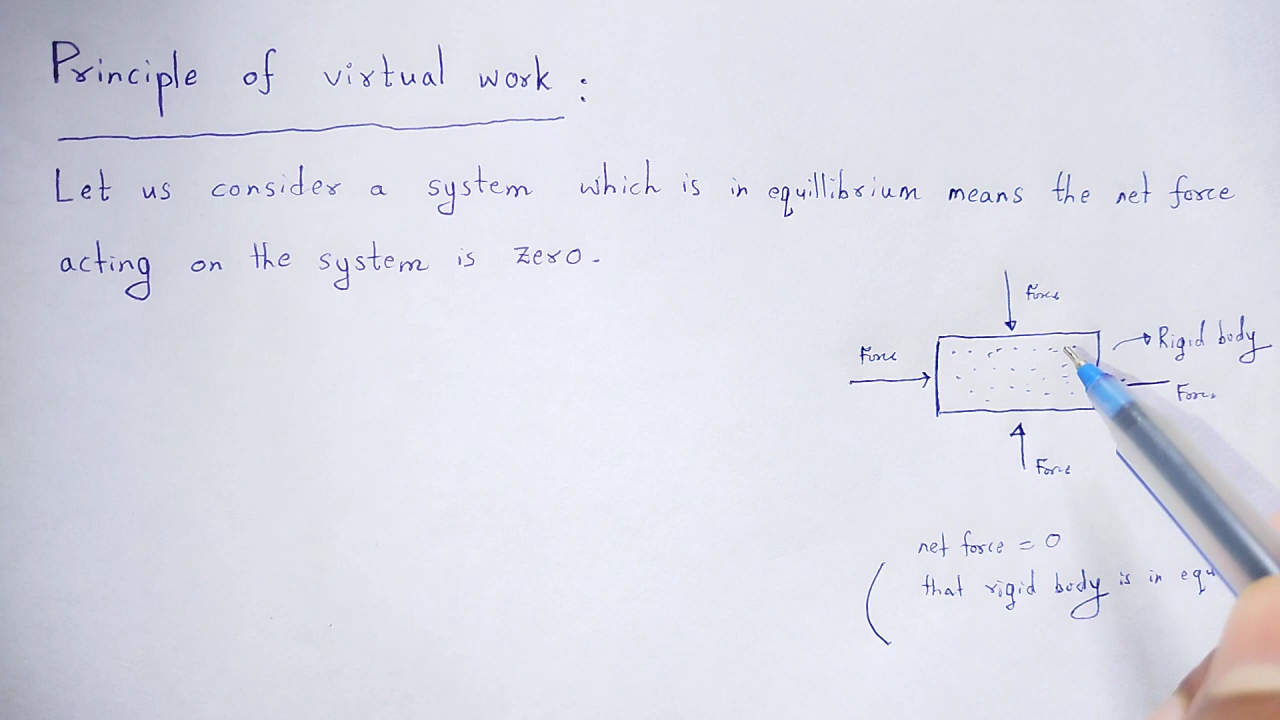 Principle of virtual work :
Let us consider a system which is in equillibrium means the net force
acting on the system is zero.
Force
Rigid body
Force
Force
Force
net force = 0
that rigid body is in